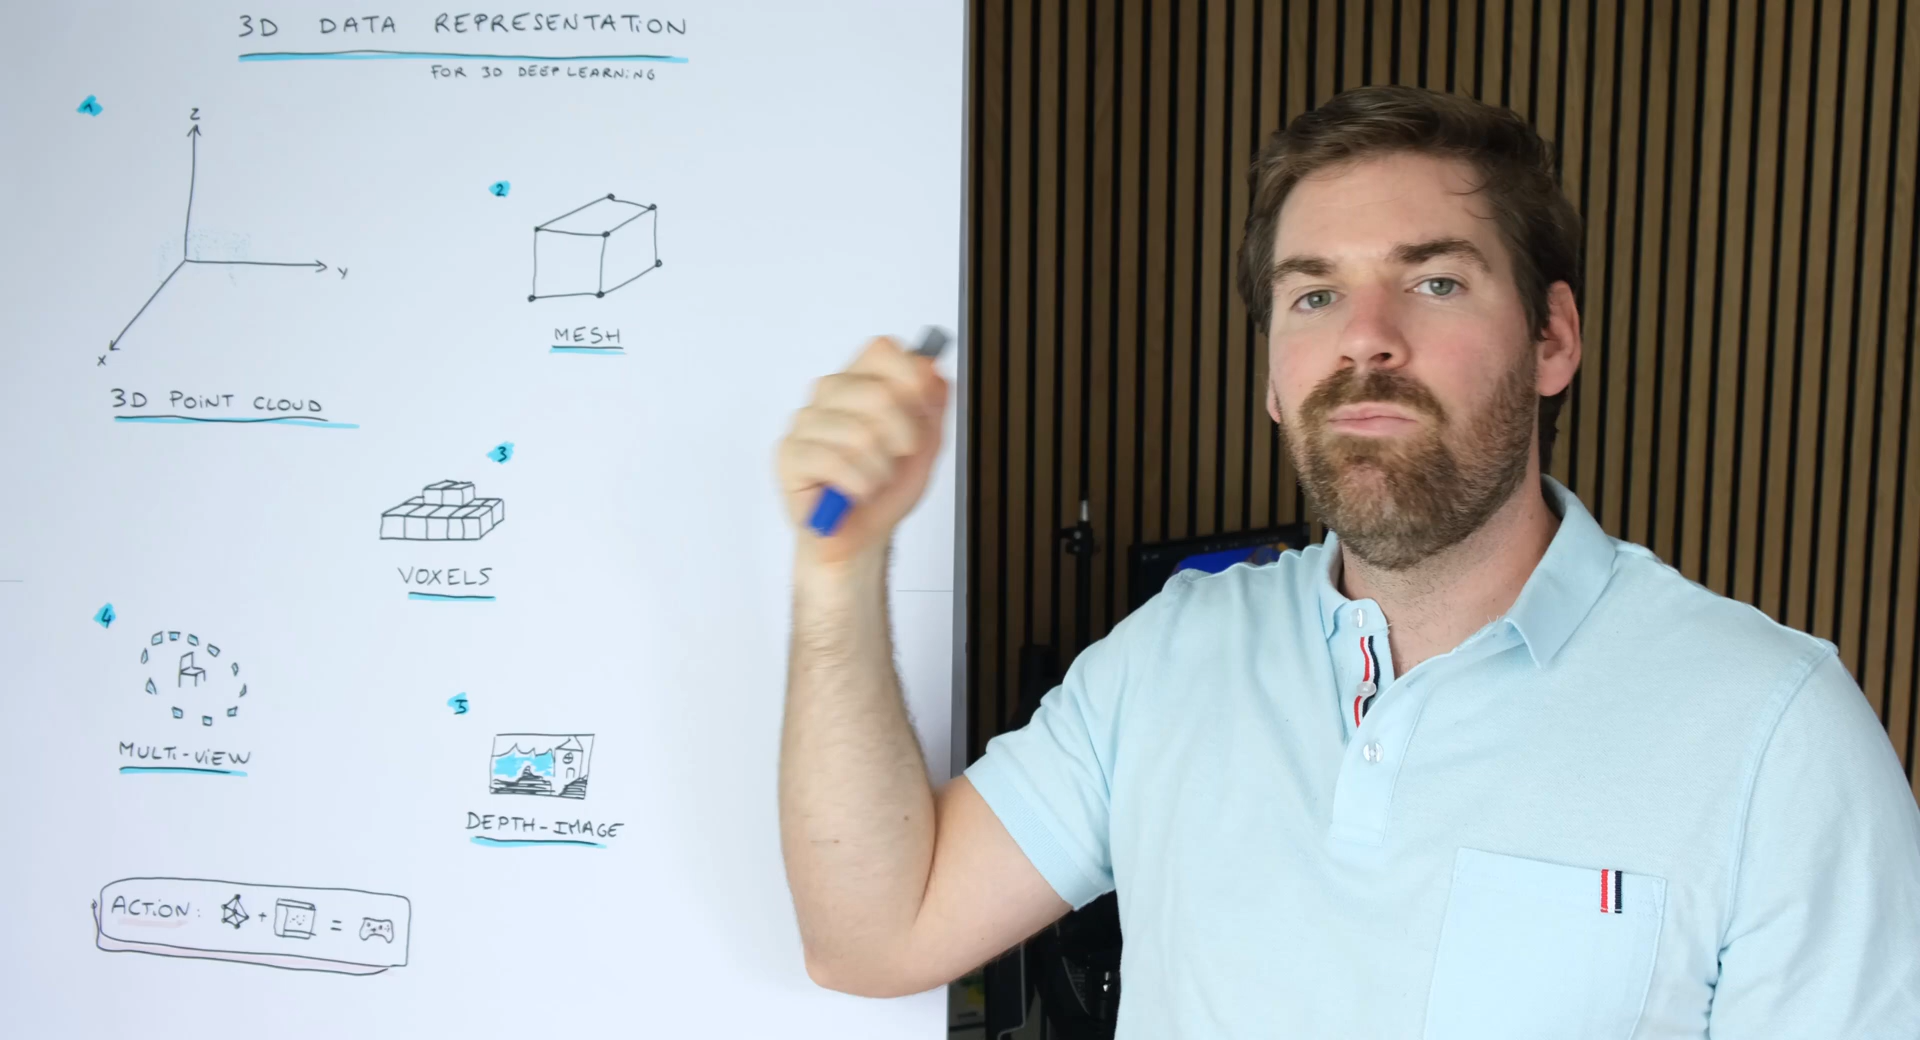 3D DATA REPRESENTATiON
FOR 3D DEEP LEARNiNG
1
Z
Y
X
3D POiNT CLOUD
2
MESH
3
VOXELS
4
MULTi-ViEW
5
DEPTH-IMAGE
ACTiON: + =